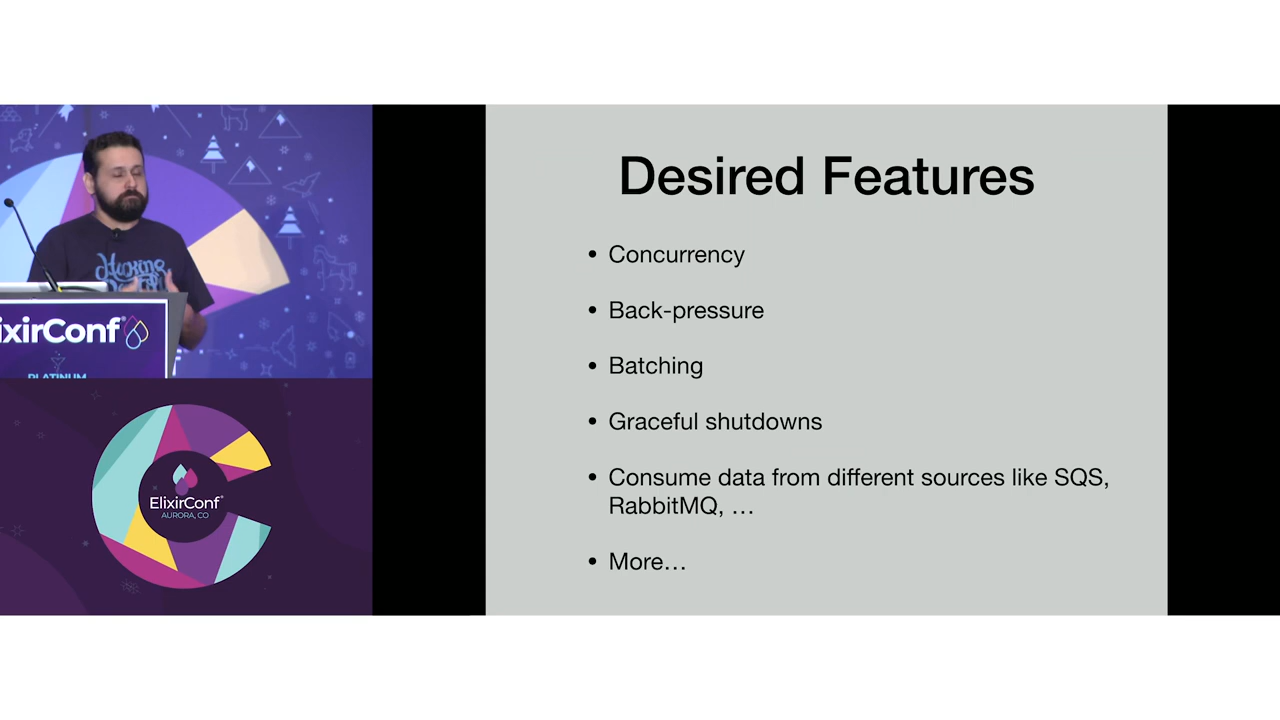 Desired Features
• Concurrency
• Back-pressure
• Batching
• Graceful shutdowns
• Consume data from different sources like SQS,
RabbitMQ, …
• More…
ixirConf
PLATINUM
ElixirConf
AURORA, CO